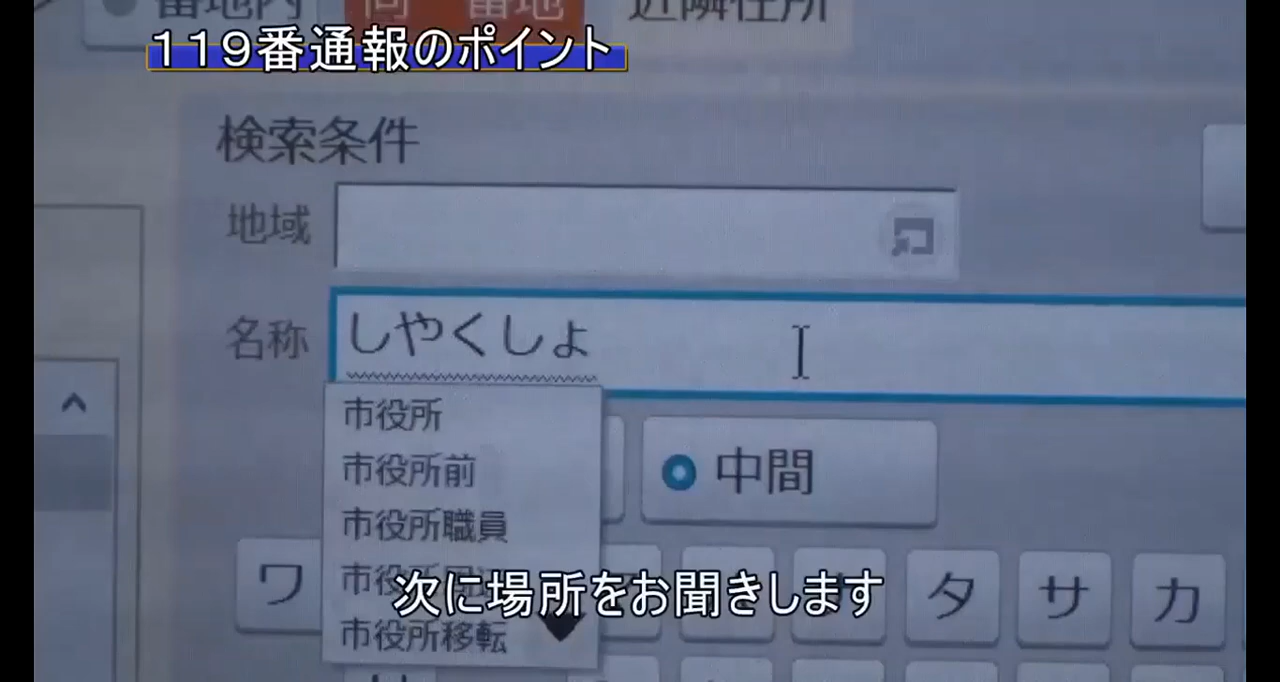 119番通報のポイント
検索条件
地域
名称
しやくしょ
市役所
市役所前
市役所職員
中間
市役所移転
ワ
タ
サ
カ
次に場所をお聞きします